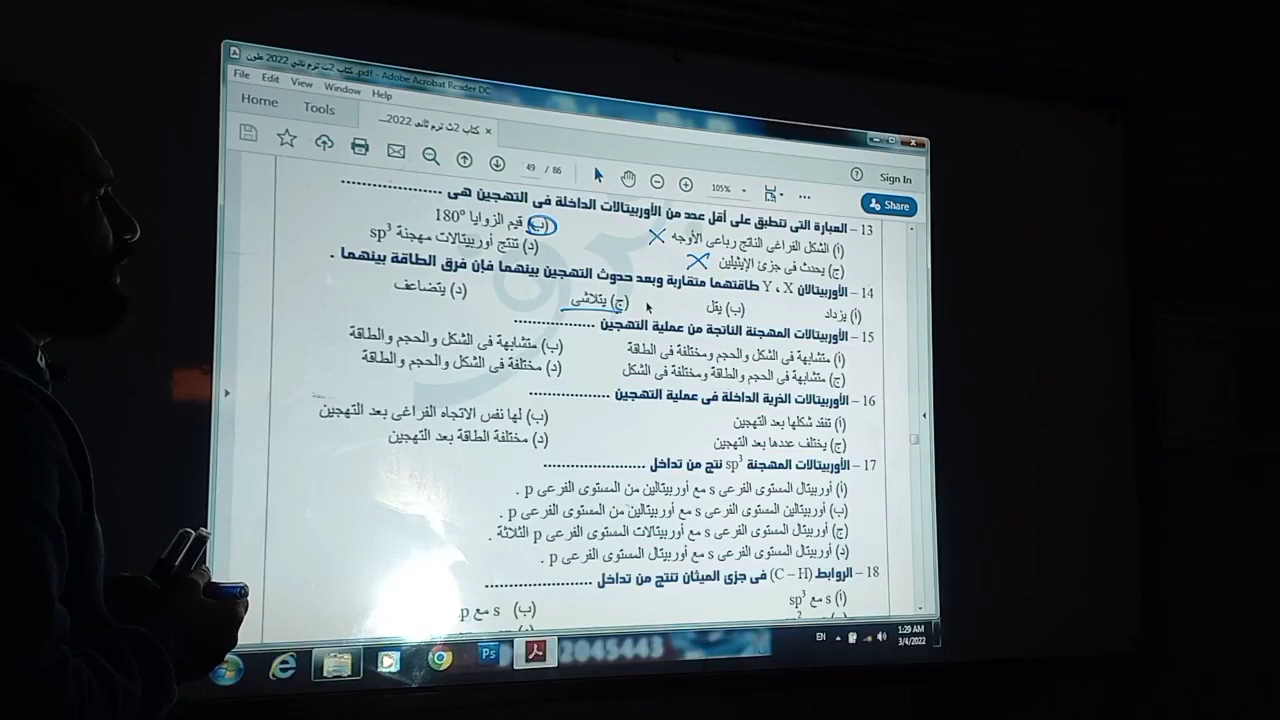 كتاب 2ث ترم ثانى 2022 .pdf - Adobe Acrobat Reader DC
File Edit View Window Help
Home Tools كتاب 2ث ترم ثانى 2022... ×
49 / 86 105% Sign In
Share
13 – العبارة التى تنطبق على أقل عدد من الأوربيتالات الداخلة فى التهجين هى ..................
(أ) الشكل الفراغى الناتج رباعى الأوجه (ب) قيم الزوايا 180°
(ج) يحدث فى جزئ الإيثيلين (د) تنتج أوربيتالات مهجنة sp³
14 – الأوربيتالان X ، Y طاقتهما متقاربة وبعد حدوث التهجين بينهما فإن فرق الطاقة بينهما .
(أ) يزداد (ب) يقل (ج) يتلاشى (د) يتضاعف
15 – الأوربيتالات المهجنة الناتجة من عملية التهجين ..................
(أ) متشابهة فى الشكل والحجم ومختلفة فى الطاقة (ب) متشابهة فى الشكل والحجم والطاقة
(ج) متشابهة فى الحجم والطاقة ومختلفة فى الشكل (د) مختلفة فى الشكل والحجم والطاقة
16 – الأوربيتالات الذرية الداخلة فى عملية التهجين ..................
(أ) تفقد شكلها بعد التهجين (ب) لها نفس الاتجاه الفراغى بعد التهجين
(ج) يختلف عددها بعد التهجين (د) مختلفة الطاقة بعد التهجين
17 – الأوربيتالات المهجنة sp³ نتج من تداخل ......................
(أ) أوربيتال المستوى الفرعى s مع أوربيتالين من المستوى الفرعى p .
(ب) أوربيتالين المستوى الفرعى s مع أوربيتالين من المستوى الفرعى p .
(ج) أوربيتال المستوى الفرعى s مع أوربيتالات المستوى الفرعى p الثلاثة .
(د) أوربيتال المستوى الفرعى s مع أوربيتال المستوى الفرعى p .
18 – الروابط (C – H) فى جزئ الميثان تنتج من تداخل ......................
(أ) s مع sp³ (ب) s مع p
EN 1:29 AM
3/4/2022
Ps 2045443